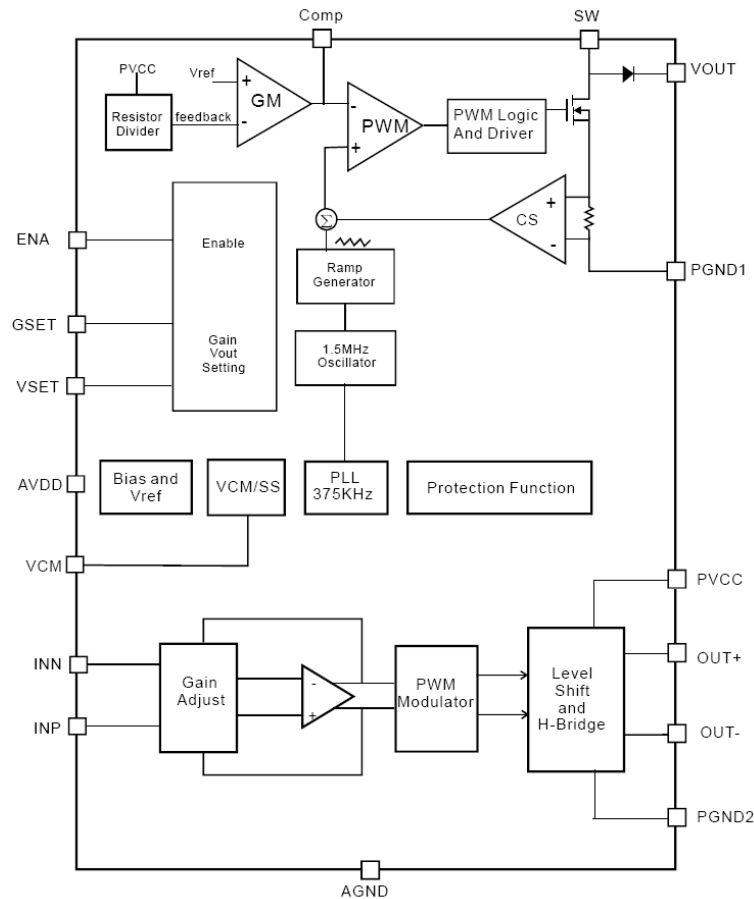 Comp
SW
VOUT
PVCC
Vref
+
GM
-
Resistor
Divider
feedback
-
PWM
+
PWM Logic
And Driver
+
CS
-
Σ
ENA
Enable
Ramp
Generator
PGND1
GSET
Gain
Vout
Setting
1.5MHz
Oscillator
VSET
AVDD
Bias and
Vref
VCM/SS
PLL
375KHz
Protection Function
VCM
PVCC
INN
Gain
Adjust
-
+
PWM
Modulator
Level
Shift
and
H-Bridge
OUT+
INP
OUT-
PGND2
AGND